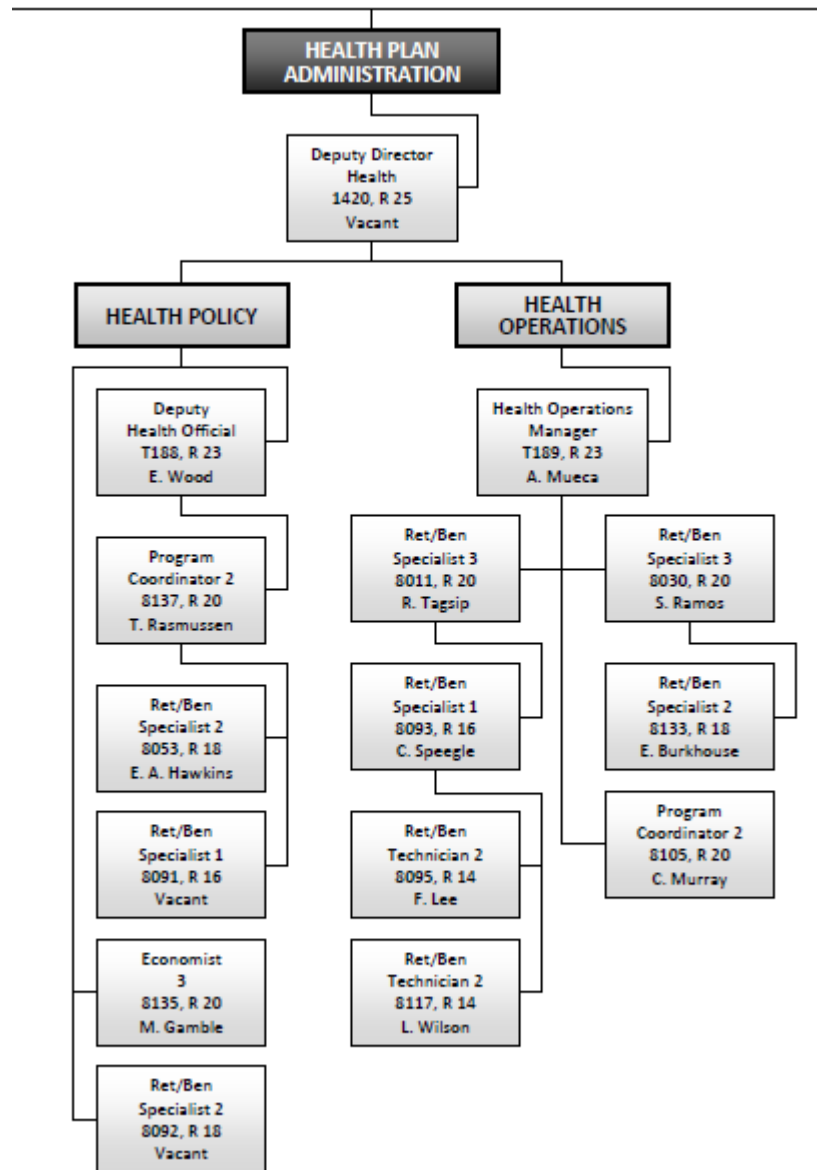 HEALTH PLAN
ADMINISTRATION
Deputy Director
Health
1420, R 25
Vacant
HEALTH POLICY
Deputy
Health Official
T188, R 23
E. Wood
Program
Coordinator 2
8137, R 20
T. Rasmussen
Ret/Ben
Specialist 2
8053, R 18
E. A. Hawkins
Ret/Ben
Specialist 1
8091, R 16
Vacant
Economist
3
8135, R 20
M. Gamble
Ret/Ben
Specialist 2
8092, R 18
Vacant
HEALTH
OPERATIONS
Health Operations
Manager
T189, R 23
A. Mueca
Ret/Ben
Specialist 3
8011, R 20
R. Tagsip
Ret/Ben
Specialist 1
8093, R 16
C. Speegle
Ret/Ben
Technician 2
8095, R 14
F. Lee
Ret/Ben
Technician 2
8117, R 14
L. Wilson
Ret/Ben
Specialist 3
8030, R 20
S. Ramos
Ret/Ben
Specialist 2
8133, R 18
E. Burkhouse
Program
Coordinator 2
8105, R 20
C. Murray